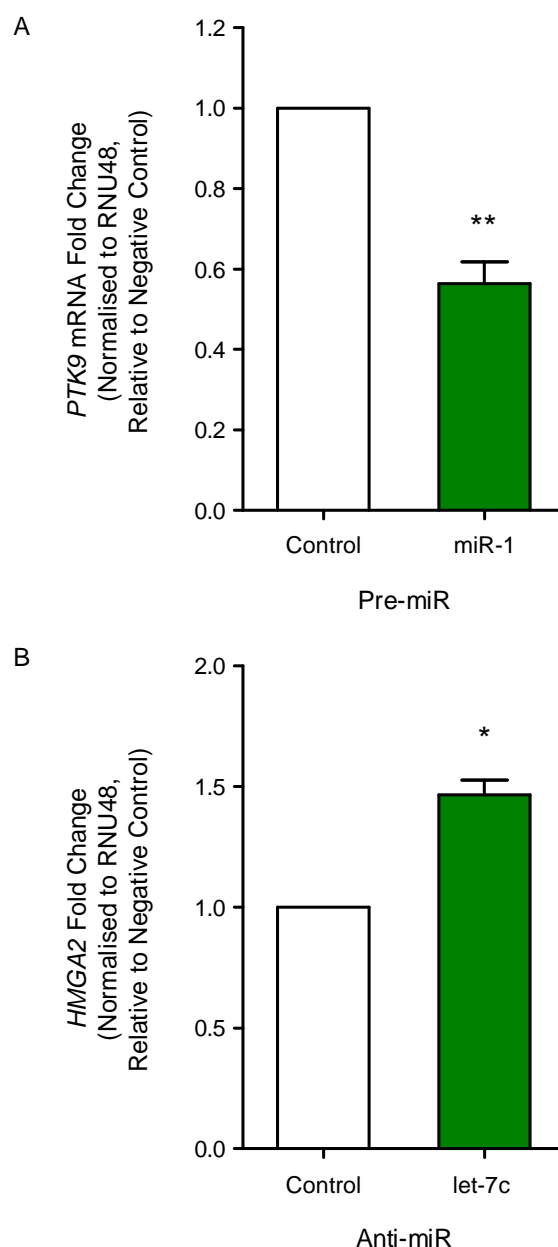 A
PTK9 mRNA Fold Change
(Normalised to RNU48,
Relative to Negative Control)
1.2
1.0
0.8
0.6
0.4
0.2
0.0
**
Control
miR-1
Pre-miR
B
HMGA2 Fold Change
(Normalised to RNU48,
Relative to Negative Control)
2.0
1.5
1.0
0.5
0.0
*
Control
let-7c
Anti-miR